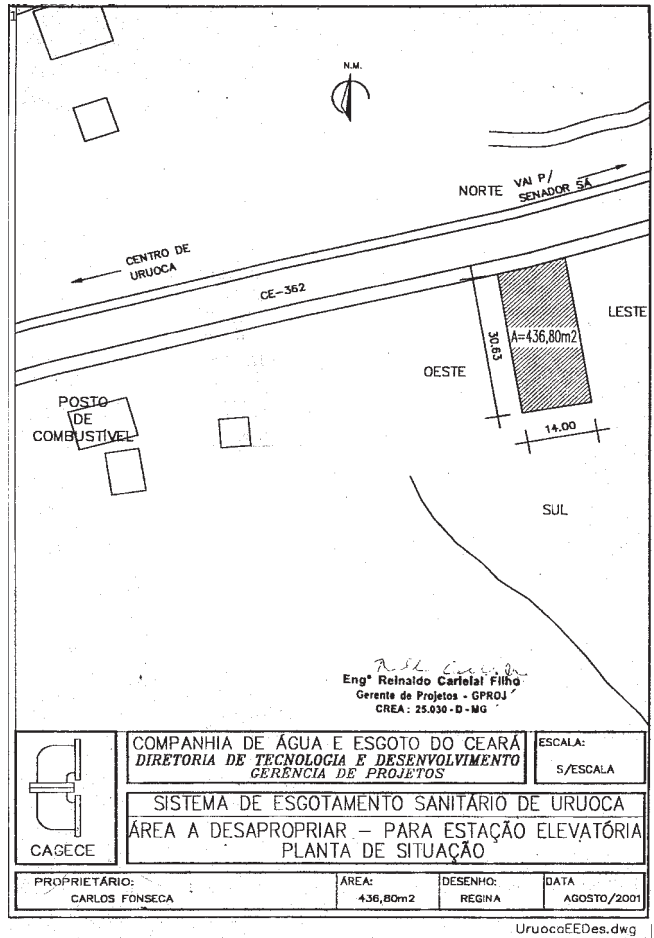 1
N.M.
NORTE
VAI P/
SENADOR SÁ
CENTRO DE
URUOCA
CE-362
LESTE
30.63
A=436,80m2
OESTE
14.00
POSTO
DE
COMBUSTÍVEL
SUL
Engº Reinaldo Filho
Gerente de Projetos - GPROJ
CREA: 25.030-D-MG
COMPANHIA DE ÁGUA E ESGOTO DO CEARÁ
DIRETORIA DE TECNOLOGIA E DESENVOLVIMENTO
GERÊNCIA DE PROJETOS
ESCALA:
S/ESCALA
CAGECE
SISTEMA DE ESGOTAMENTO SANITÁRIO DE URUOCA
ÁREA A DESAPROPRIAR – PARA ESTAÇÃO ELEVATÓRIA
PLANTA DE SITUAÇÃO
PROPRIETÁRIO:
CARLOS FONSECA
ÁREA:
436,80m2
DESENHO:
REGINA
DATA
AGOSTO/2001
UruocaEEDes.dwg